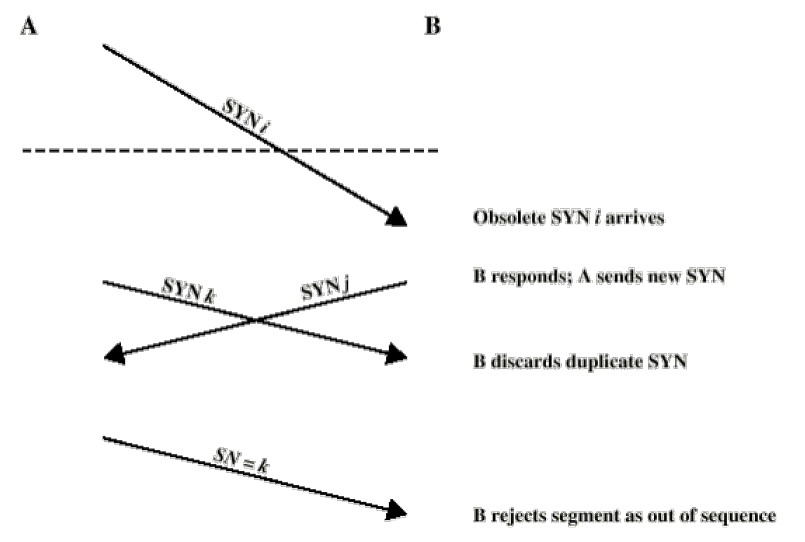 A
B
SYN i
Obsolete SYN i arrives
B responds; A sends new SYN
SYN k
SYN j
B discards duplicate SYN
SN = k
B rejects segment as out of sequence